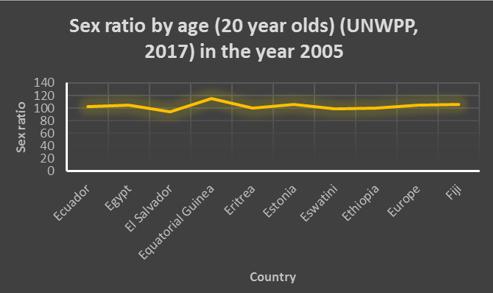 Sex ratio by age (20 year olds) (UNWPP,
2017) in the year 2005
140
120
100
80
60
40
20
0
Sex ratio
Ecuador
Egypt
El Salvador
Equatorial Guinea
Eritrea
Estonia
Eswatini
Ethiopia
Europe
Fiji
Country